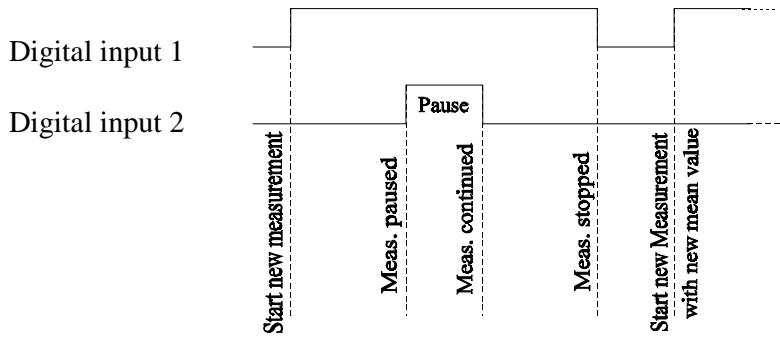 Digital input 1
Digital input 2
Pause
Start new measurement
Meas. paused
Meas. continued
Meas. stopped
Start new Measurement
with new mean value